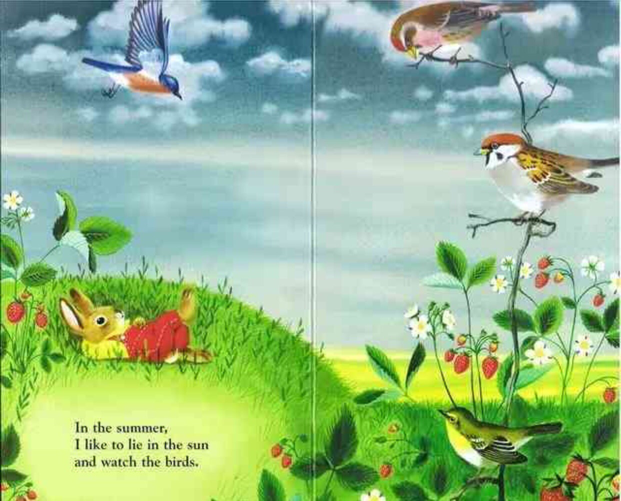 In the summer,
I like to lie in the sun
and watch the birds.